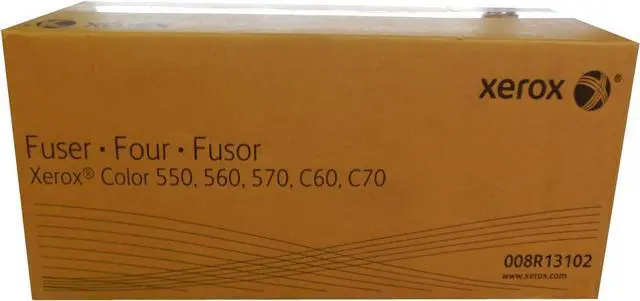 xerox®
Fuser • Four • Fusor
Xerox® Color 550, 560, 570, C60, C70
008R13102
www.xerox.com